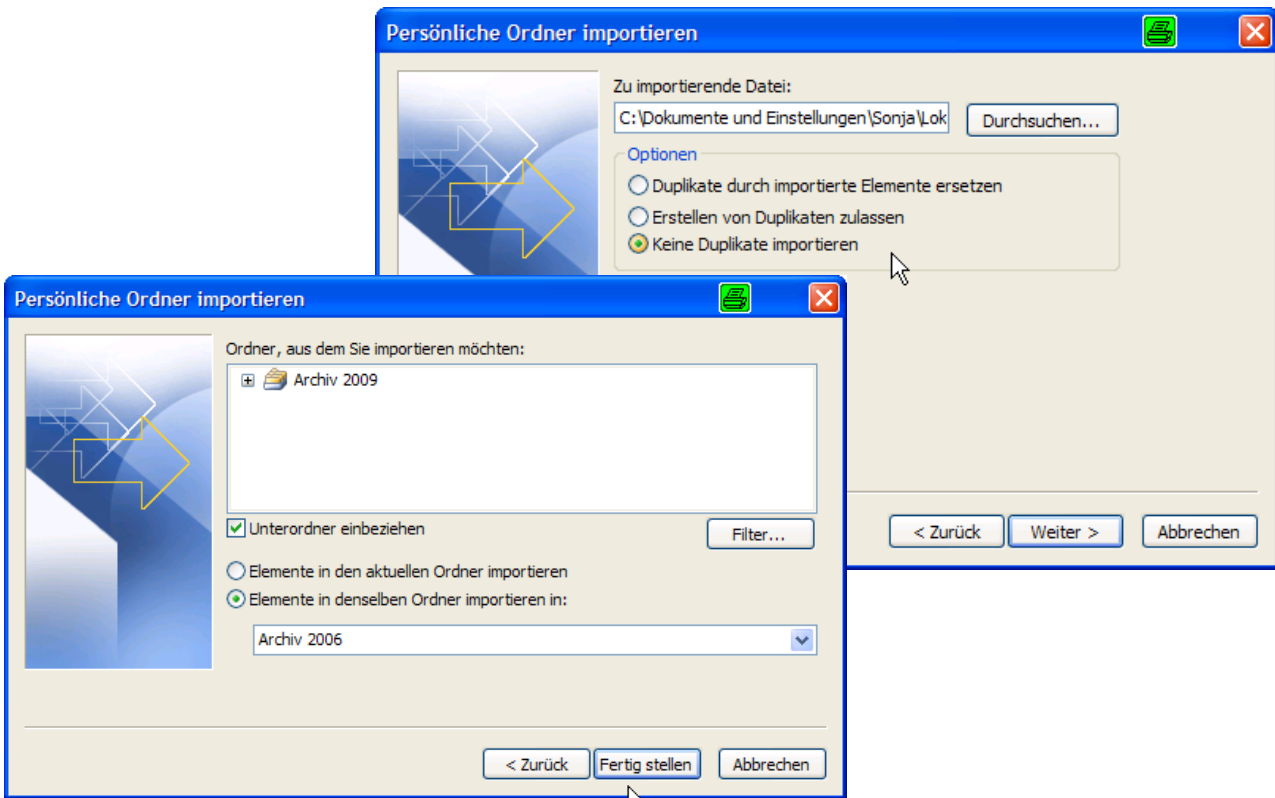 Persönliche Ordner importieren
Zu importierende Datei:
C:\Dokumente und Einstellungen\Sonja\Lok
Durchsuchen...
Optionen
Duplikate durch importierte Elemente ersetzen
Erstellen von Duplikaten zulassen
Keine Duplikate importieren
< Zurück
Weiter >
Abbrechen
Persönliche Ordner importieren
Ordner, aus dem Sie importieren möchten:
Archiv 2009
Unterordner einbeziehen
Filter...
Elemente in den aktuellen Ordner importieren
Elemente in denselben Ordner importieren in:
Archiv 2006
< Zurück
Fertig stellen
Abbrechen